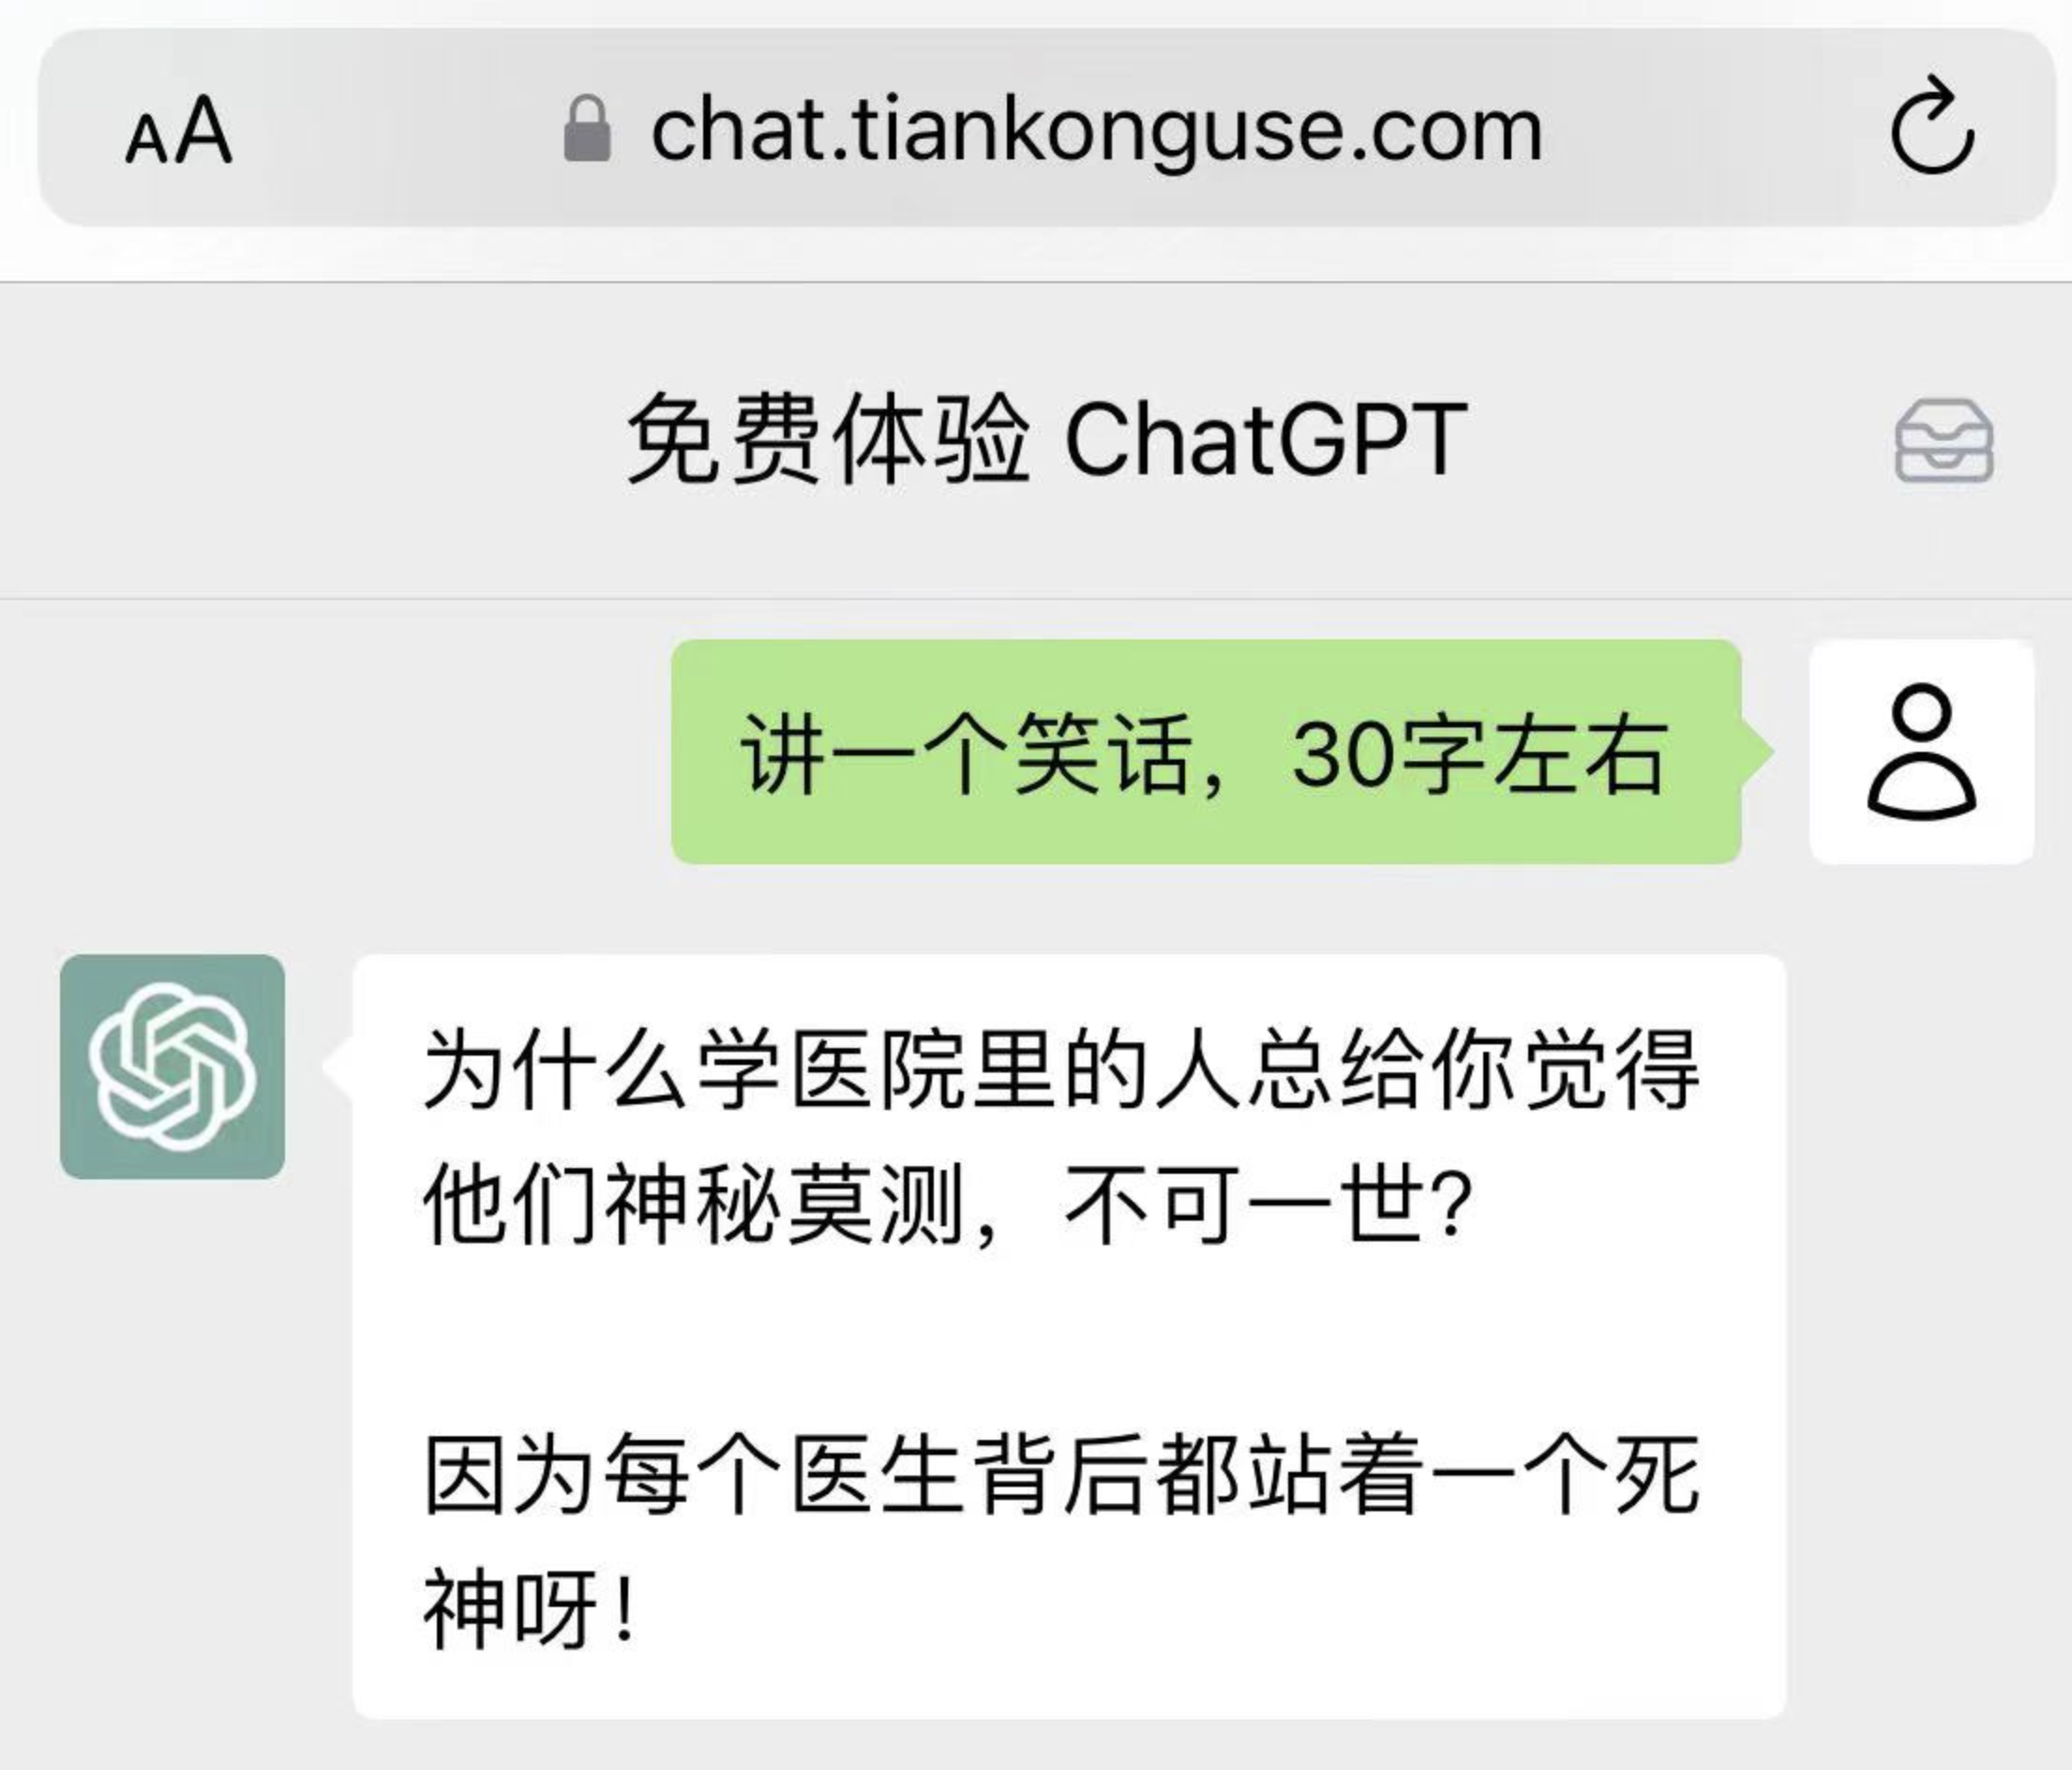 AA chat.tiankonguse.com
免费体验 ChatGPT
讲一个笑话，30字左右
为什么学医院里的人总给你觉得
他们神秘莫测，不可一世？
因为每个医生背后都站着一个死
神呀！